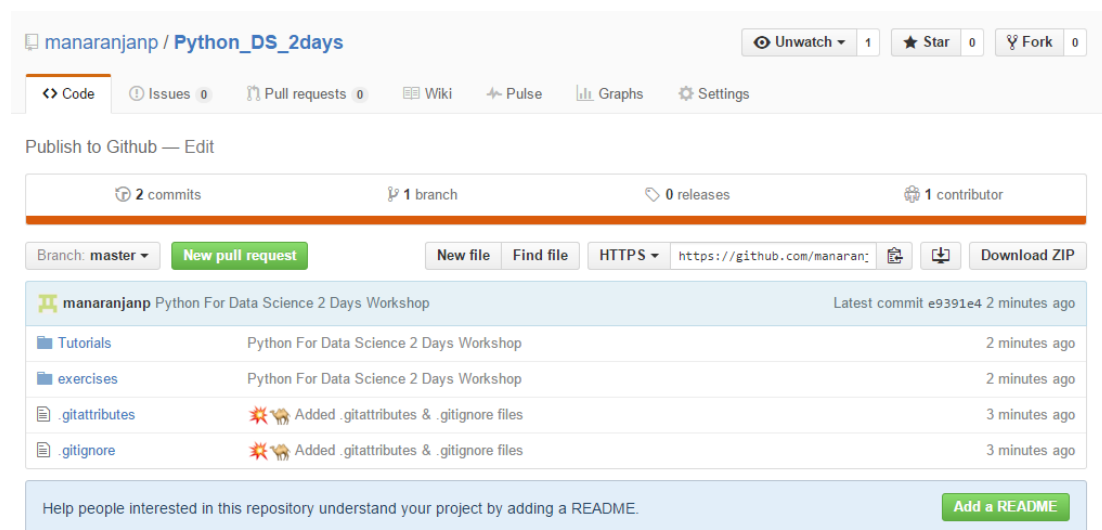 manaranjanp / Python_DS_2days
Unwatch 1 Star 0 Fork 0
Code Issues 0 Pull requests 0 Wiki Pulse Graphs Settings
Publish to Github — Edit
2 commits 1 branch 0 releases 1 contributor
Branch: master New pull request New file Find file HTTPS https://github.com/manaranj Download ZIP
manaranjanp Python For Data Science 2 Days Workshop Latest commit e9391e4 2 minutes ago
Tutorials Python For Data Science 2 Days Workshop 2 minutes ago
exercises Python For Data Science 2 Days Workshop 2 minutes ago
.gitattributes 💥🐫 Added .gitattributes & .gitignore files 3 minutes ago
.gitignore 💥🐫 Added .gitattributes & .gitignore files 3 minutes ago
Help people interested in this repository understand your project by adding a README. Add a README